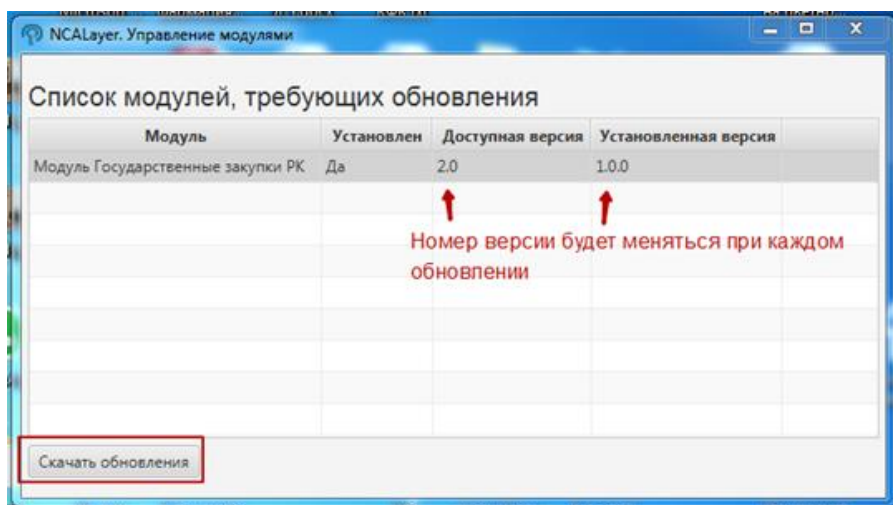 NCALayer. Управление модулями
Список модулей, требующих обновления
Модуль Установлен Доступная версия Установленная версия
Модуль Государственные закупки РК Да 2.0 1.0.0
Номер версии будет меняться при каждом
обновлении
Скачать обновления